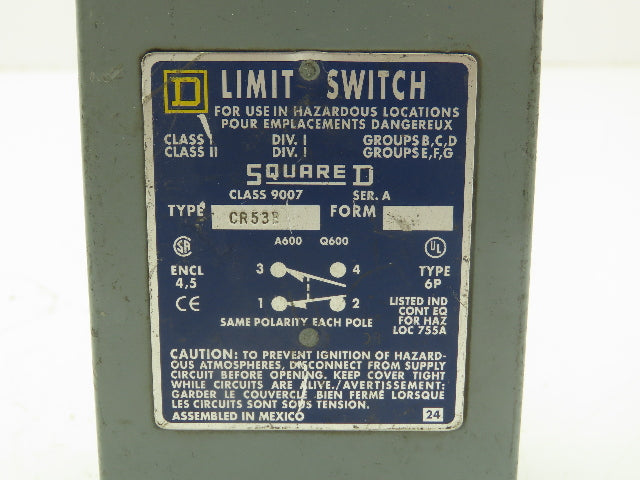 D LIMIT SWITCH
FOR USE IN HAZARDOUS LOCATIONS
POUR EMPLACEMENTS DANGEREUX
CLASS I DIV. I GROUPS B,C,D
CLASS II DIV. I GROUPS E,F,G
SQUARE D
CLASS 9007 SER. A
TYPE CR53B FORM
A600 Q600
SA UL
ENCL 3 4 TYPE
4,5 6P
CE 1 2 LISTED IND
CONT EQ
SAME POLARITY EACH POLE FOR HAZ
LOC 755A
CAUTION: TO PREVENT IGNITION OF HAZARD-
OUS ATMOSPHERES, DISCONNECT FROM SUPPLY
CIRCUIT BEFORE OPENING. KEEP COVER TIGHT
WHILE CIRCUITS ARE ALIVE./AVERTISSEMENT:
GARDER LE COUVERCLE BIEN FERMÉ LORSQUE
LES CIRCUITS SONT SOUS TENSION.
ASSEMBLED IN MEXICO 24